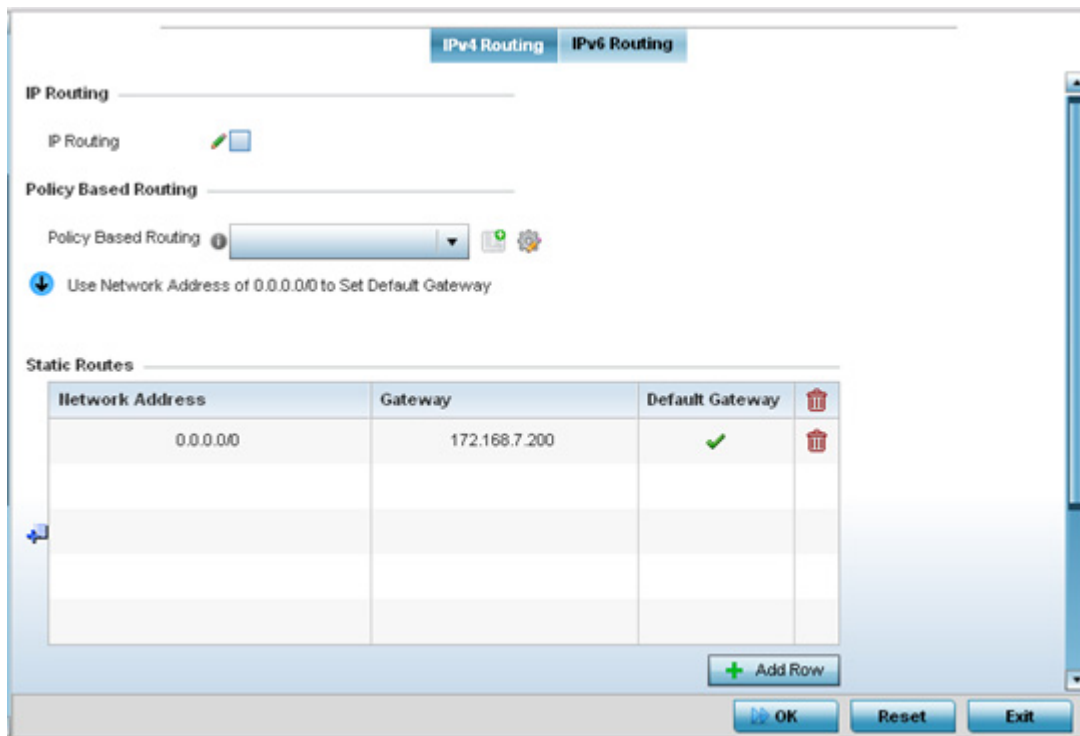 IPv4 Routing IPv6 Routing
IP Routing
IP Routing
Policy Based Routing
Policy Based Routing
Use Network Address of 0.0.0.0/0 to Set Default Gateway
Static Routes
Network Address Gateway Default Gateway
0.0.0.0/0 172.168.7.200
Add Row
OK Reset Exit